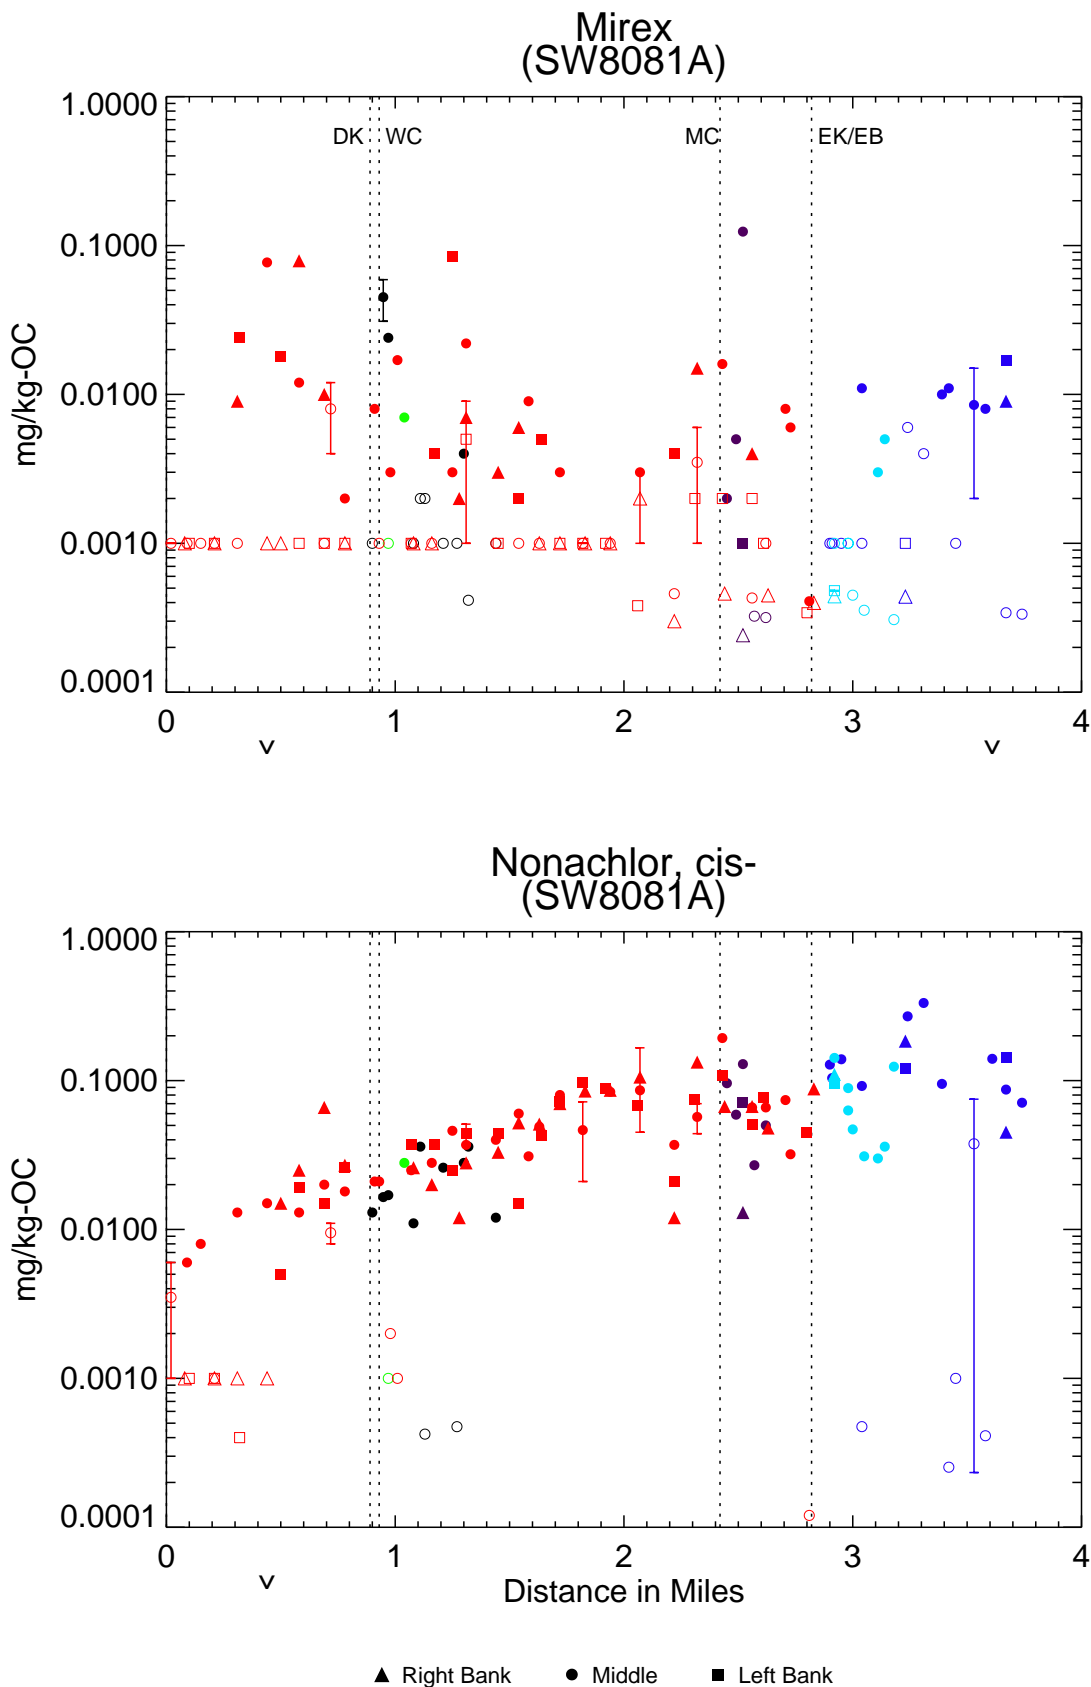 Mirex
(SW8081A)
1.0000
DK WC MC EK/EB
0.1000
mg/kg-OC
0.0100
0.0010
0.0001
0 1 2 3 4
v v
Nonachlor, cis-
(SW8081A)
1.0000
0.1000
mg/kg-OC
0.0100
0.0010
0.0001
0 1 2 3 4
v
Distance in Miles
Right Bank Middle Left Bank